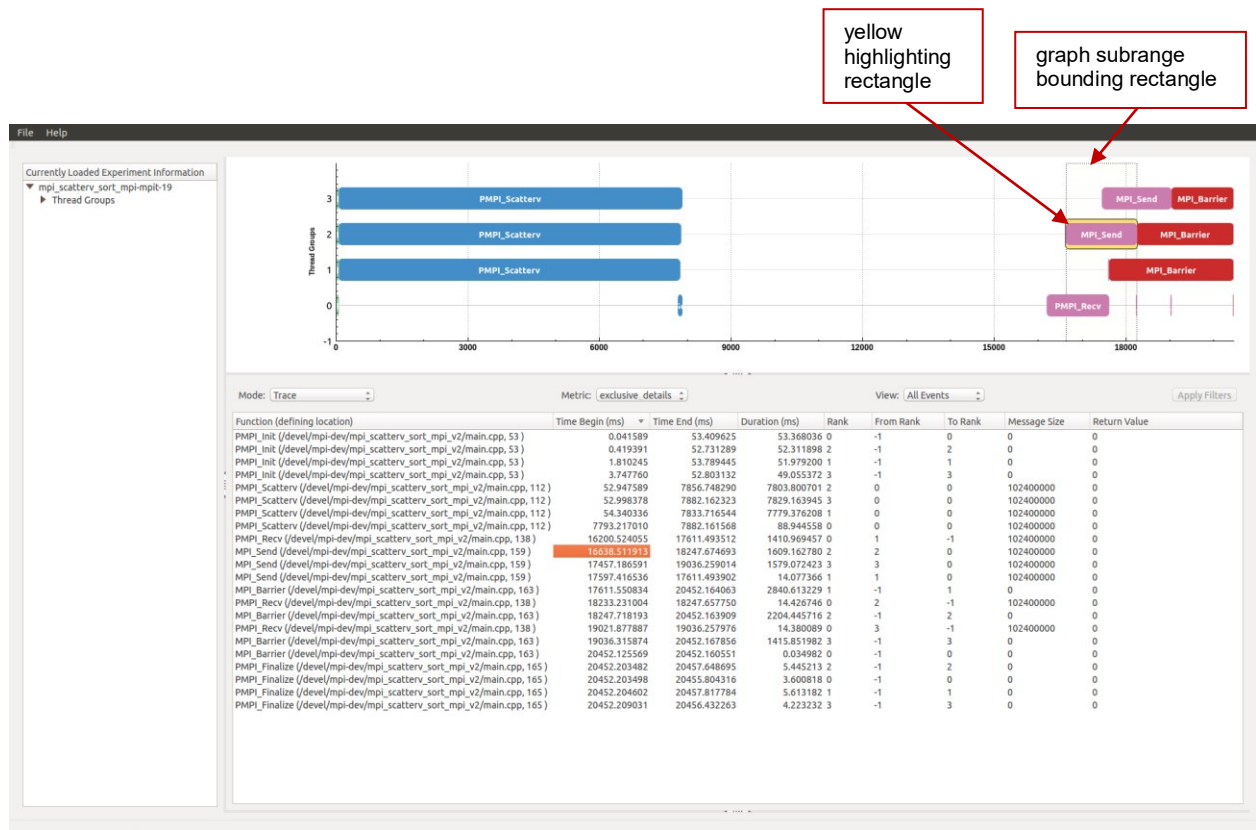 yellow
highlighting
rectangle
graph subrange
bounding rectangle
File Help
Currently Loaded Experiment Information
mpi_scatterv_sort_mpi-mpit-19
Thread Groups
Thread Groups
3 PMPI_Scatterv MPI_Send MPI_Barrier
2 PMPI_Scatterv MPI_Send MPI_Barrier
1 PMPI_Scatterv MPI_Barrier
0 PMPI_Recv
-1
0 3000 6000 9000 12000 15000 18000
Mode: Trace Metric: exclusive_details View: All Events Apply Filters
Function (defining location) Time Begin (ms) Time End (ms) Duration (ms) Rank From Rank To Rank Message Size Return Value
PMPI_Init (/devel/mpi-dev/mpi_scatterv_sort_mpi_v2/main.cpp, 53 ) 0.041589 53.409625 53.368036 0 -1 0 0 0
PMPI_Init (/devel/mpi-dev/mpi_scatterv_sort_mpi_v2/main.cpp, 53 ) 0.419391 52.731289 52.311898 2 -1 2 0 0
PMPI_Init (/devel/mpi-dev/mpi_scatterv_sort_mpi_v2/main.cpp, 53 ) 1.810245 53.789445 51.979200 1 -1 1 0 0
PMPI_Init (/devel/mpi-dev/mpi_scatterv_sort_mpi_v2/main.cpp, 53 ) 3.747760 52.803132 49.055372 3 -1 3 0 0
PMPI_Scatterv (/devel/mpi-dev/mpi_scatterv_sort_mpi_v2/main.cpp, 112 ) 52.947589 7856.748290 7803.800701 2 0 0 102400000 0
PMPI_Scatterv (/devel/mpi-dev/mpi_scatterv_sort_mpi_v2/main.cpp, 112 ) 52.998378 7882.162323 7829.163945 3 0 0 102400000 0
PMPI_Scatterv (/devel/mpi-dev/mpi_scatterv_sort_mpi_v2/main.cpp, 112 ) 54.340336 7833.716544 7779.376208 1 0 0 102400000 0
PMPI_Scatterv (/devel/mpi-dev/mpi_scatterv_sort_mpi_v2/main.cpp, 112 ) 7793.217010 7882.161568 88.944558 0 0 0 102400000 0
PMPI_Recv (/devel/mpi-dev/mpi_scatterv_sort_mpi_v2/main.cpp, 138 ) 16200.524055 17611.493512 1410.969457 0 1 -1 102400000 0
MPI_Send (/devel/mpi-dev/mpi_scatterv_sort_mpi_v2/main.cpp, 159 ) 16638.511913 18247.674693 1609.162780 2 2 0 102400000 0
MPI_Send (/devel/mpi-dev/mpi_scatterv_sort_mpi_v2/main.cpp, 159 ) 17457.186591 19036.259014 1579.072423 3 3 0 102400000 0
MPI_Send (/devel/mpi-dev/mpi_scatterv_sort_mpi_v2/main.cpp, 159 ) 17597.416536 17611.493902 14.077366 1 1 0 102400000 0
MPI_Barrier (/devel/mpi-dev/mpi_scatterv_sort_mpi_v2/main.cpp, 163 ) 17611.550834 20452.164063 2840.613229 1 -1 1 0 0
PMPI_Recv (/devel/mpi-dev/mpi_scatterv_sort_mpi_v2/main.cpp, 138 ) 18233.231004 18247.657750 14.426746 0 2 -1 102400000 0
MPI_Barrier (/devel/mpi-dev/mpi_scatterv_sort_mpi_v2/main.cpp, 163 ) 18247.718193 20452.163909 2204.445716 2 -1 2 0 0
PMPI_Recv (/devel/mpi-dev/mpi_scatterv_sort_mpi_v2/main.cpp, 138 ) 19021.877887 19036.257976 14.380089 0 3 -1 102400000 0
MPI_Barrier (/devel/mpi-dev/mpi_scatterv_sort_mpi_v2/main.cpp, 163 ) 19036.315874 20452.167856 1415.851982 3 -1 3 0 0
MPI_Barrier (/devel/mpi-dev/mpi_scatterv_sort_mpi_v2/main.cpp, 163 ) 20452.125569 20452.160551 0.034982 0 -1 0 0 0
PMPI_Finalize (/devel/mpi-dev/mpi_scatterv_sort_mpi_v2/main.cpp, 165 ) 20452.203482 20457.648695 5.445213 2 -1 2 0 0
PMPI_Finalize (/devel/mpi-dev/mpi_scatterv_sort_mpi_v2/main.cpp, 165 ) 20452.203498 20455.804316 3.600818 0 -1 0 0 0
PMPI_Finalize (/devel/mpi-dev/mpi_scatterv_sort_mpi_v2/main.cpp, 165 ) 20452.204602 20457.817784 5.613182 1 -1 1 0 0
PMPI_Finalize (/devel/mpi-dev/mpi_scatterv_sort_mpi_v2/main.cpp, 165 ) 20452.209031 20456.432263 4.223232 3 -1 3 0 0